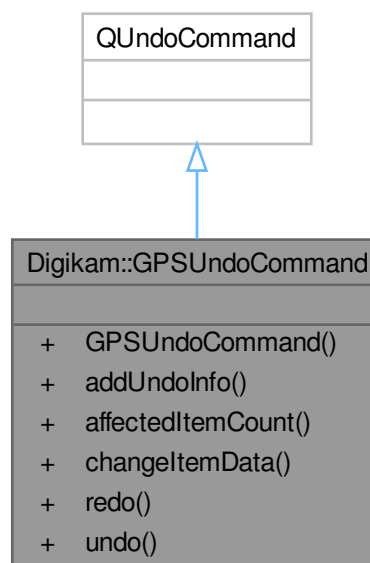 QUndoCommand
Digikam::GPSUndoCommand
+ GPSUndoCommand()
+ addUndoInfo()
+ affectedItemCount()
+ changeItemData()
+ redo()
+ undo()